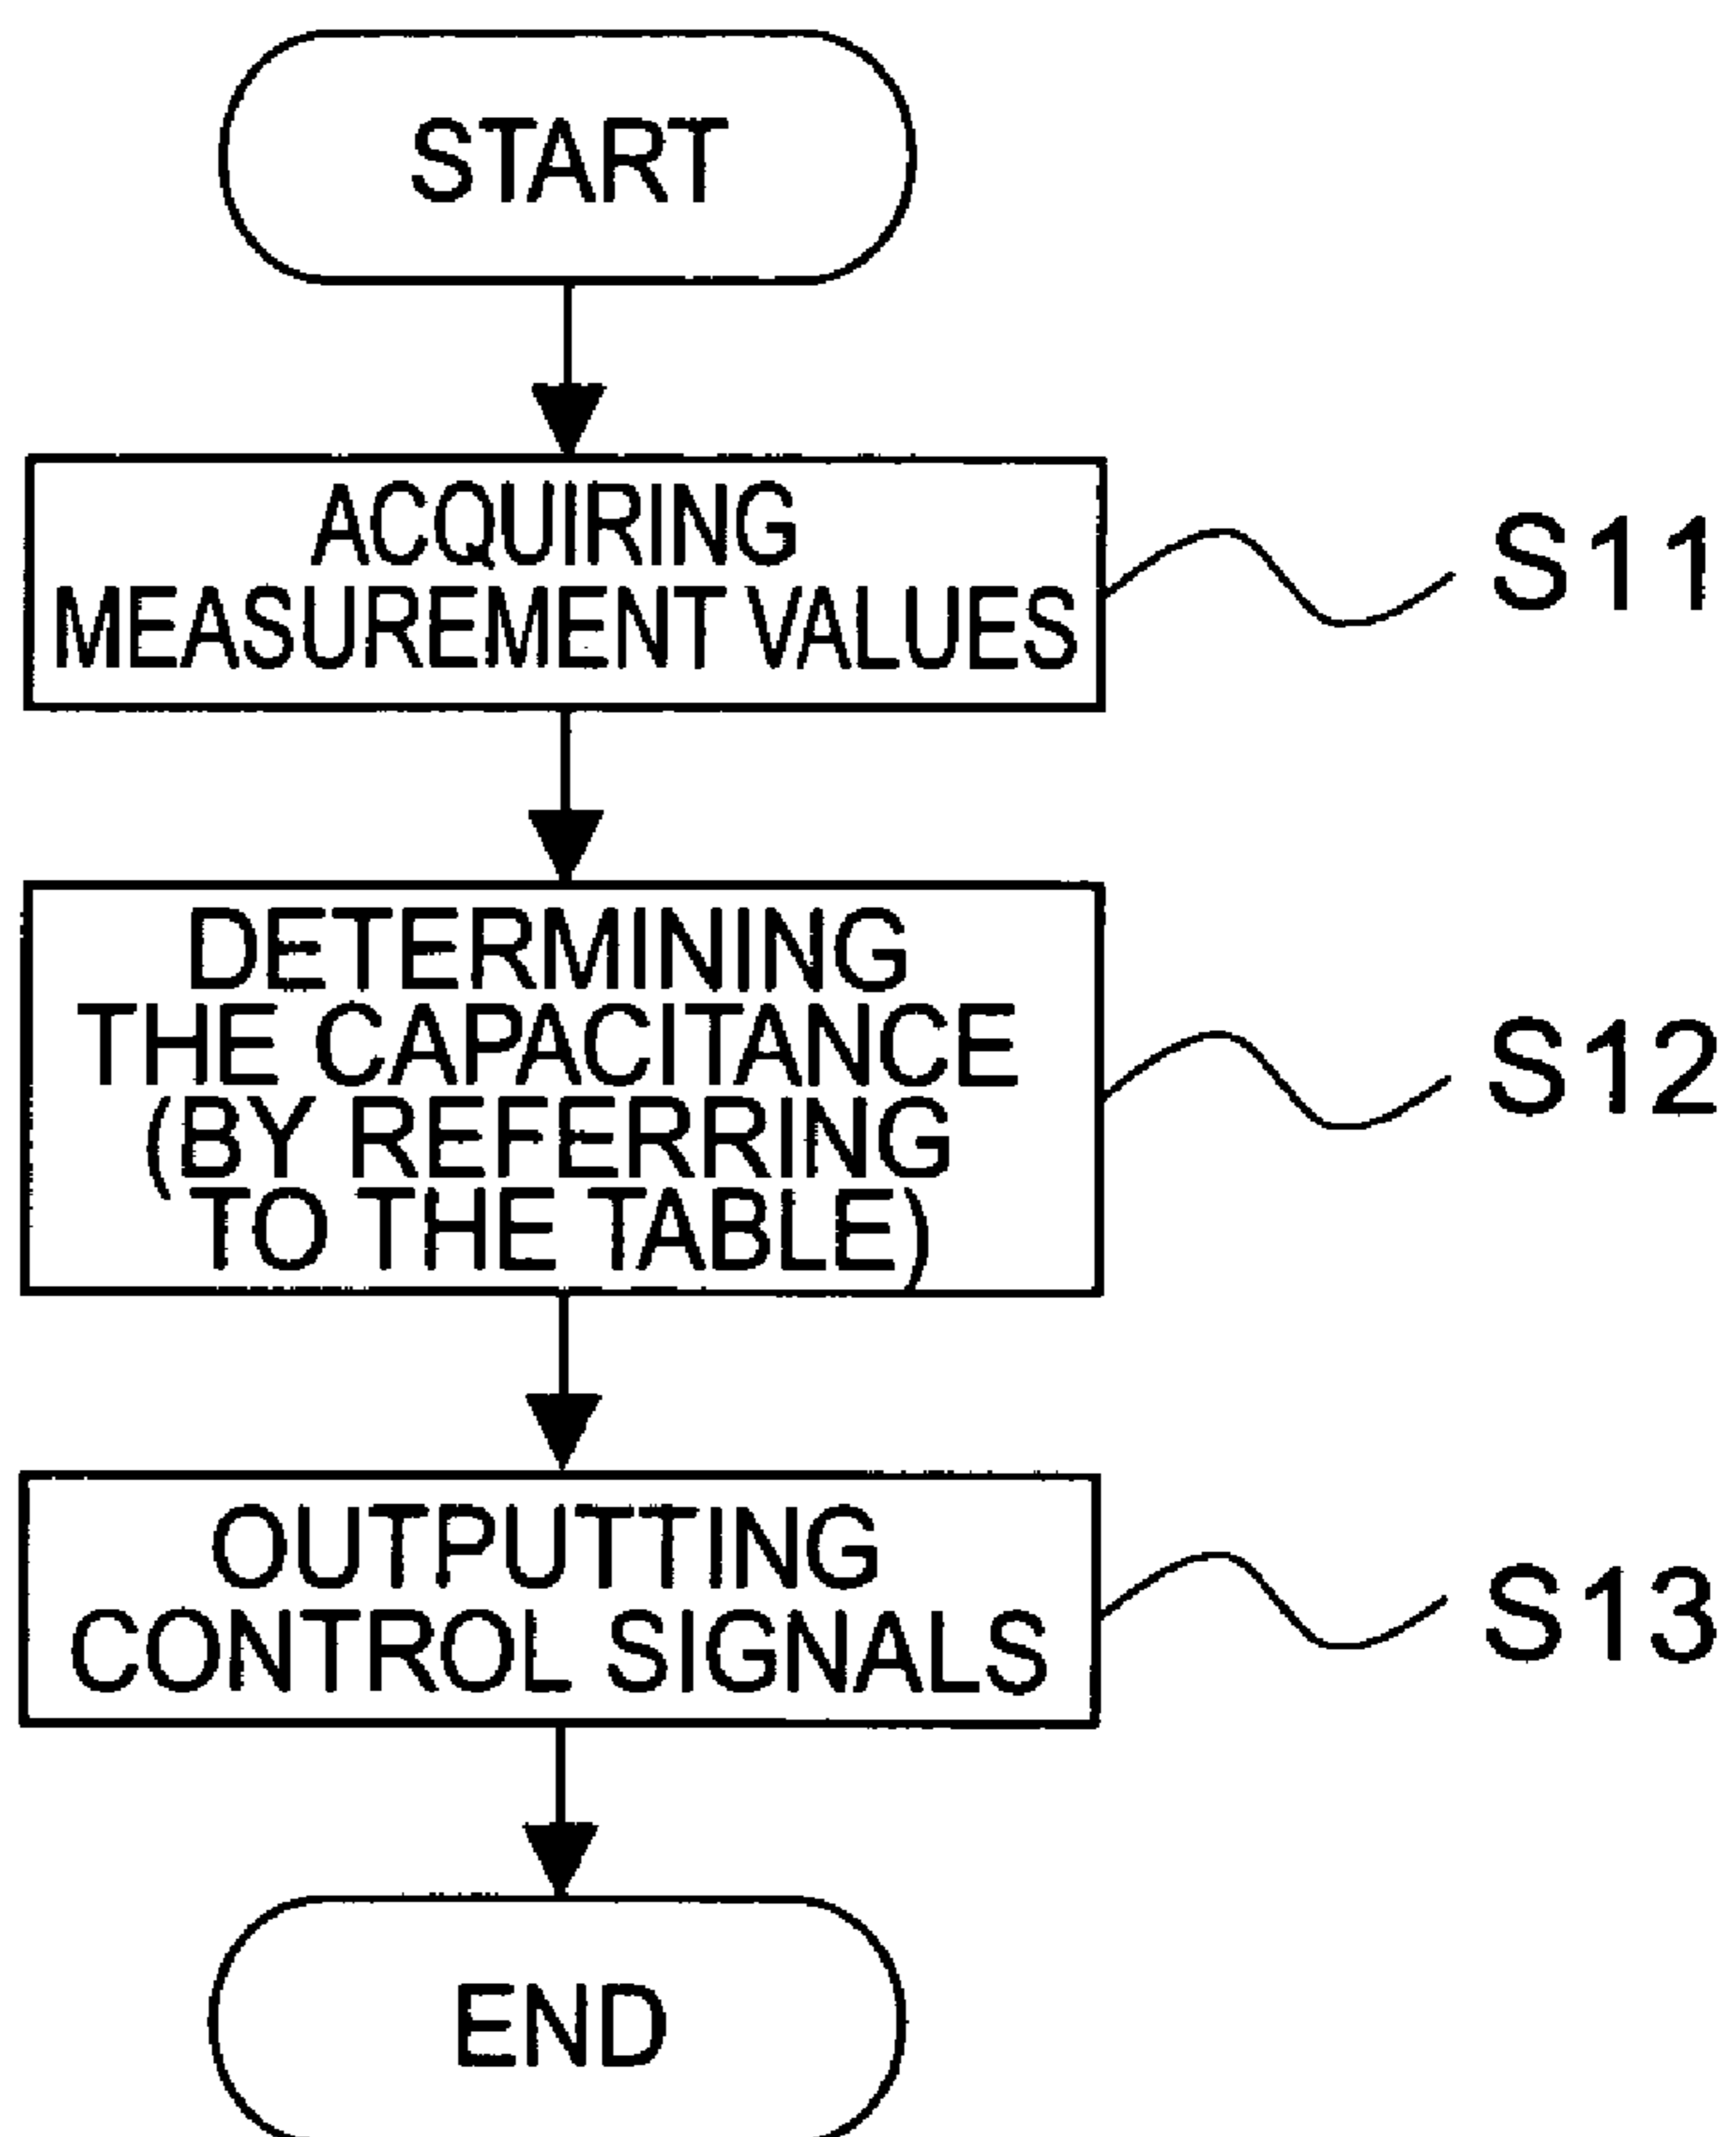 START
ACQUIRING
MEASUREMENT VALUES
S11
DETERMINING
THE CAPACITANCE
(BY REFERRING
TO THE TABLE)
S12
OUTPUTTING
CONTROL SIGNALS
S13
END